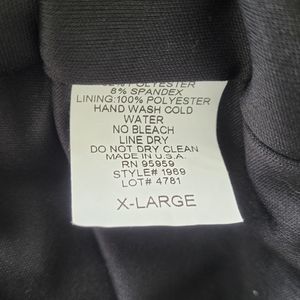 POLYESTER
8% SPANDEX
LINING:100% POLYESTER
HAND WASH COLD
WATER
NO BLEACH
LINE DRY
DO NOT DRY CLEAN
MADE IN U.S.A.
RN 95959
STYLE# 1969
LOT# 4781
X-LARGE